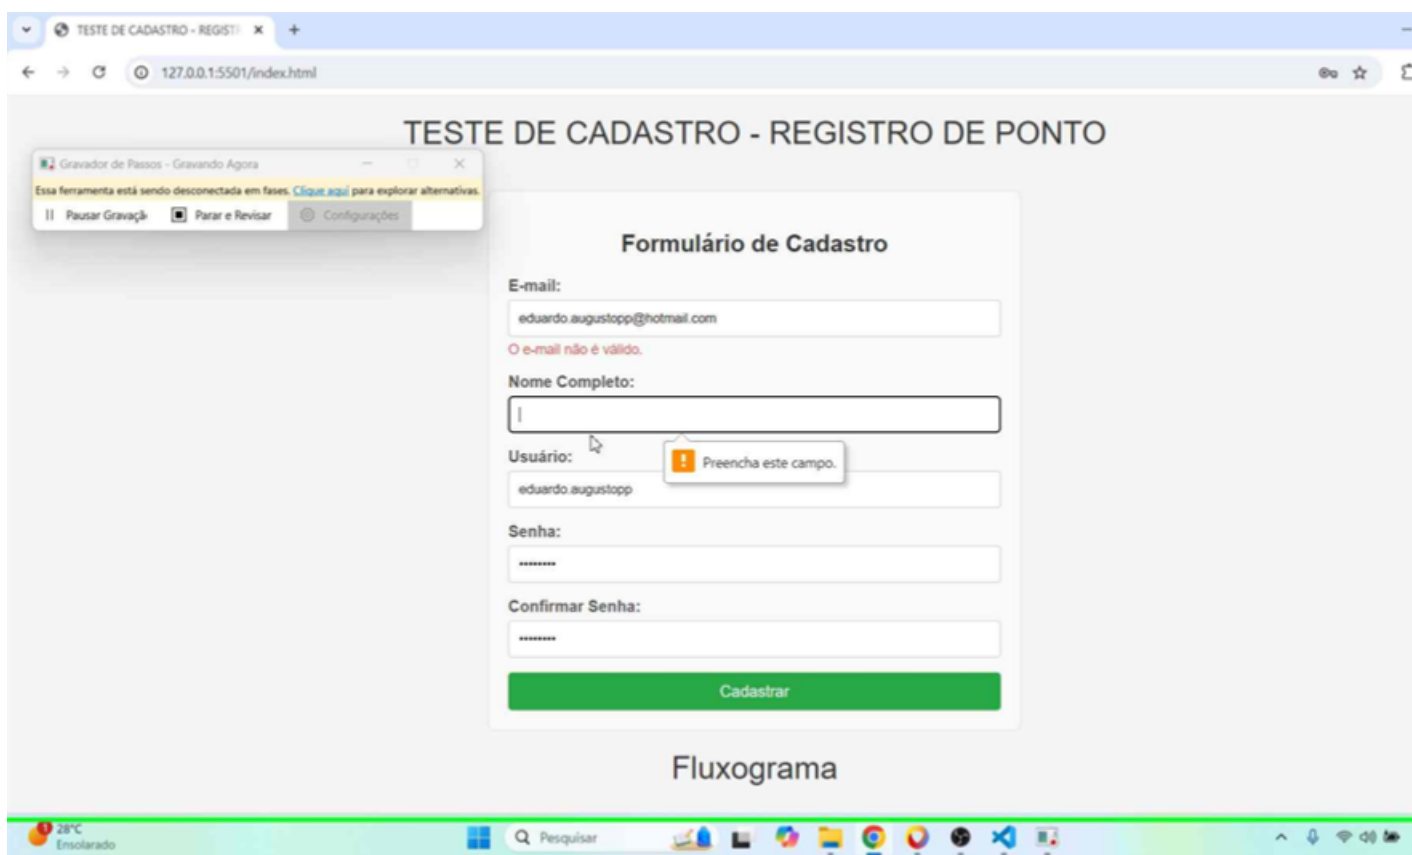 TESTE DE CADASTRO - REGISTR
127.0.0.1:5501/index.html
TESTE DE CADASTRO - REGISTRO DE PONTO
Gravador de Passos - Gravando Agora
Essa ferramenta está sendo desconectada em fases. Clique aqui para explorar alternativas.
Pausar Gravaçã Parar e Revisar Configurações
Formulário de Cadastro
E-mail:
eduardo.augustopp@hotmail.com
O e-mail não é válido.
Nome Completo:
Preencha este campo.
Usuário:
eduardo.augustopp
Senha:
Confirmar Senha:
Cadastrar
Fluxograma
1 28°C
Ensolarado
Pesquisar